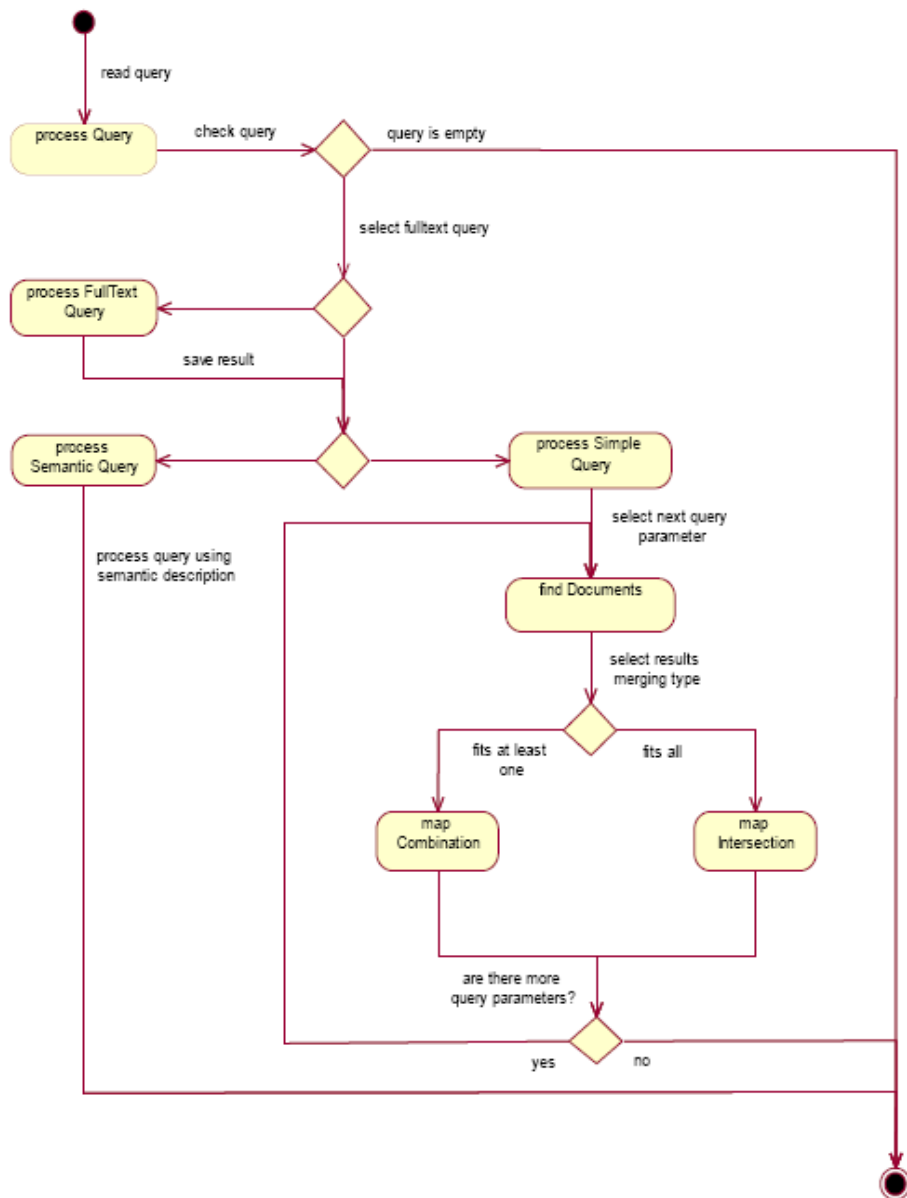 read query
process Query
check query
query is empty
select fulltext query
process FullText
Query
save result
process
Semantic Query
process Simple
Query
select next query
parameter
process query using
semantic description
find Documents
select results
merging type
fits at least
one
fits all
map
Combination
map
Intersection
are there more
query parameters?
yes
no